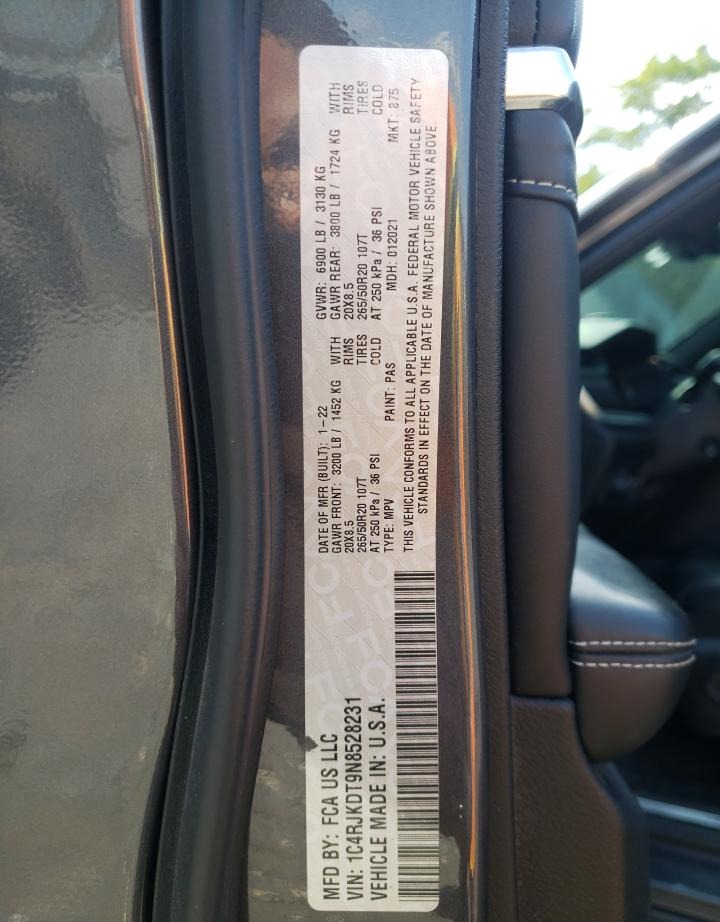 MFD BY: FCA US LLC
VIN: 1C4RJKDT9N8528231
VEHICLE MADE IN: U.S.A.
DATE OF MFR (BUILT): 1-22 GVWR: 6900 LB / 3130 KG
GAWR FRONT: 3200 LB / 1452 KG WITH GAWR REAR: 3800 LB / 1724 KG WITH
20X8.5 RIMS 20X8.5 RIMS
265/50R20 107T TIRES 265/50R20 107T TIRES
AT 250 kPa / 36 PSI COLD AT 250 kPa / 36 PSI COLD
TYPE: MPV PAINT: PAS MDH: 012021 MKT: 875
THIS VEHICLE CONFORMS TO ALL APPLICABLE U.S.A. FEDERAL MOTOR VEHICLE SAFETY
STANDARDS IN EFFECT ON THE DATE OF MANUFACTURE SHOWN ABOVE.